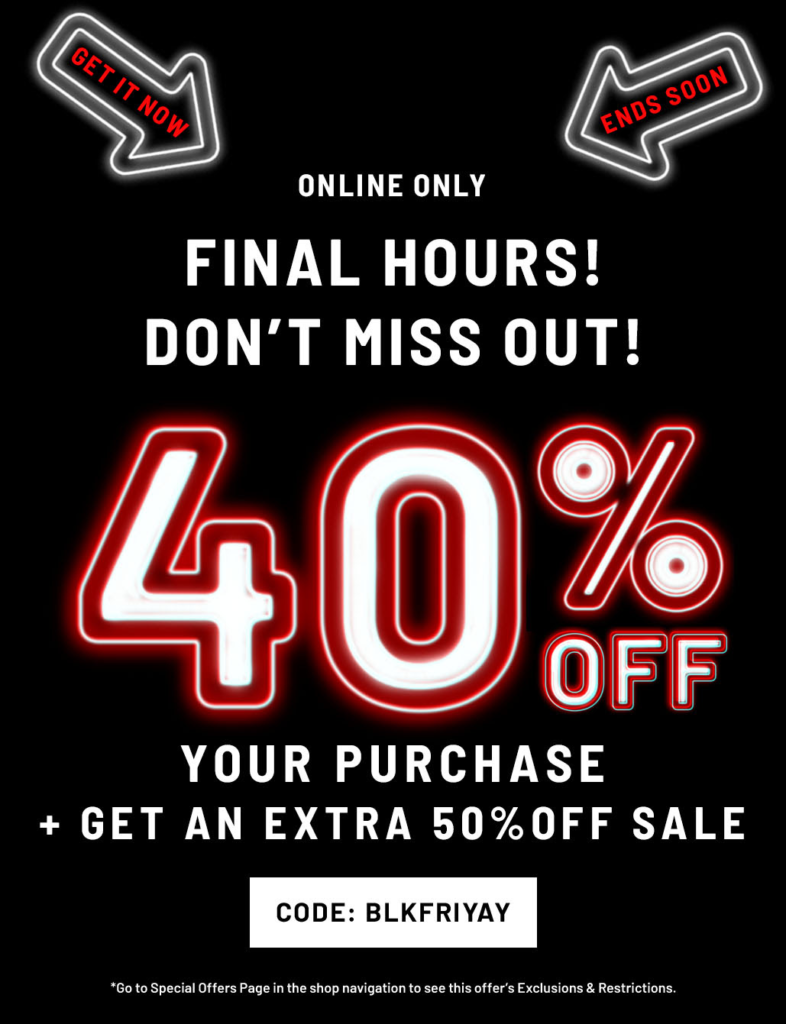 GET IT NOW
ENDS SOON
ONLINE ONLY
FINAL HOURS!
DON’T MISS OUT!
40%
OFF
YOUR PURCHASE
+ GET AN EXTRA 50%OFF SALE
CODE: BLKFRIYAY
*Go to Special Offers Page in the shop navigation to see this offer’s Exclusions & Restrictions.